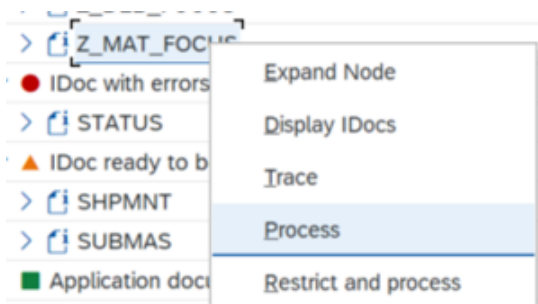 Z_MAT_FOCUS
IDoc with errors
STATUS
IDoc ready to b
SHPMNT
SUBMAS
Application docu
Expand Node
Display IDocs
Trace
Process
Restrict and process